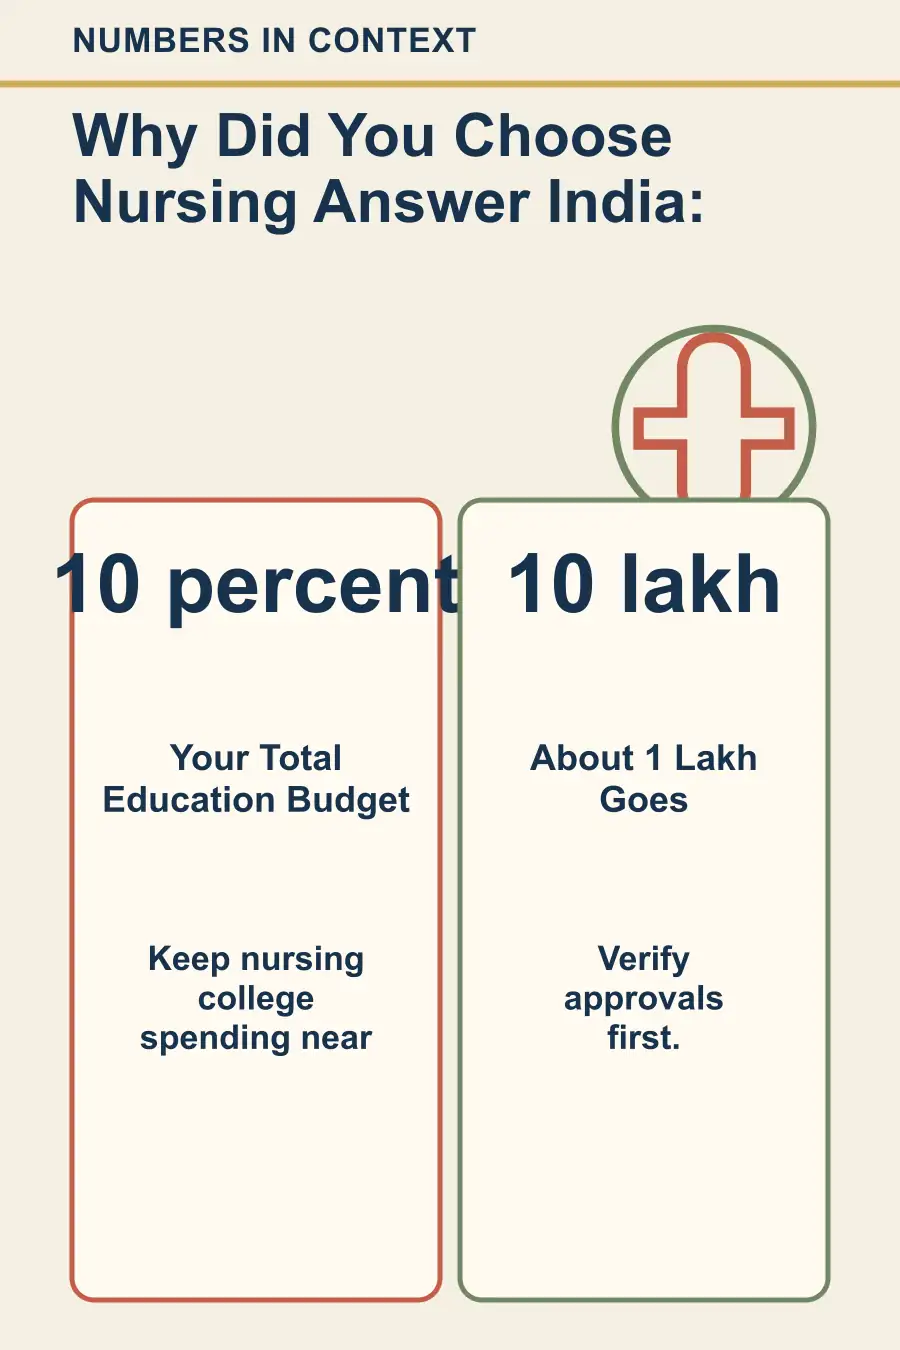 NUMBERS IN CONTEXT
Why Did You Choose
Nursing Answer India:
10 percent
Your Total
Education Budget
Keep nursing
college
spending near
10 lakh
About 1 Lakh
Goes
Verify
approvals
first.